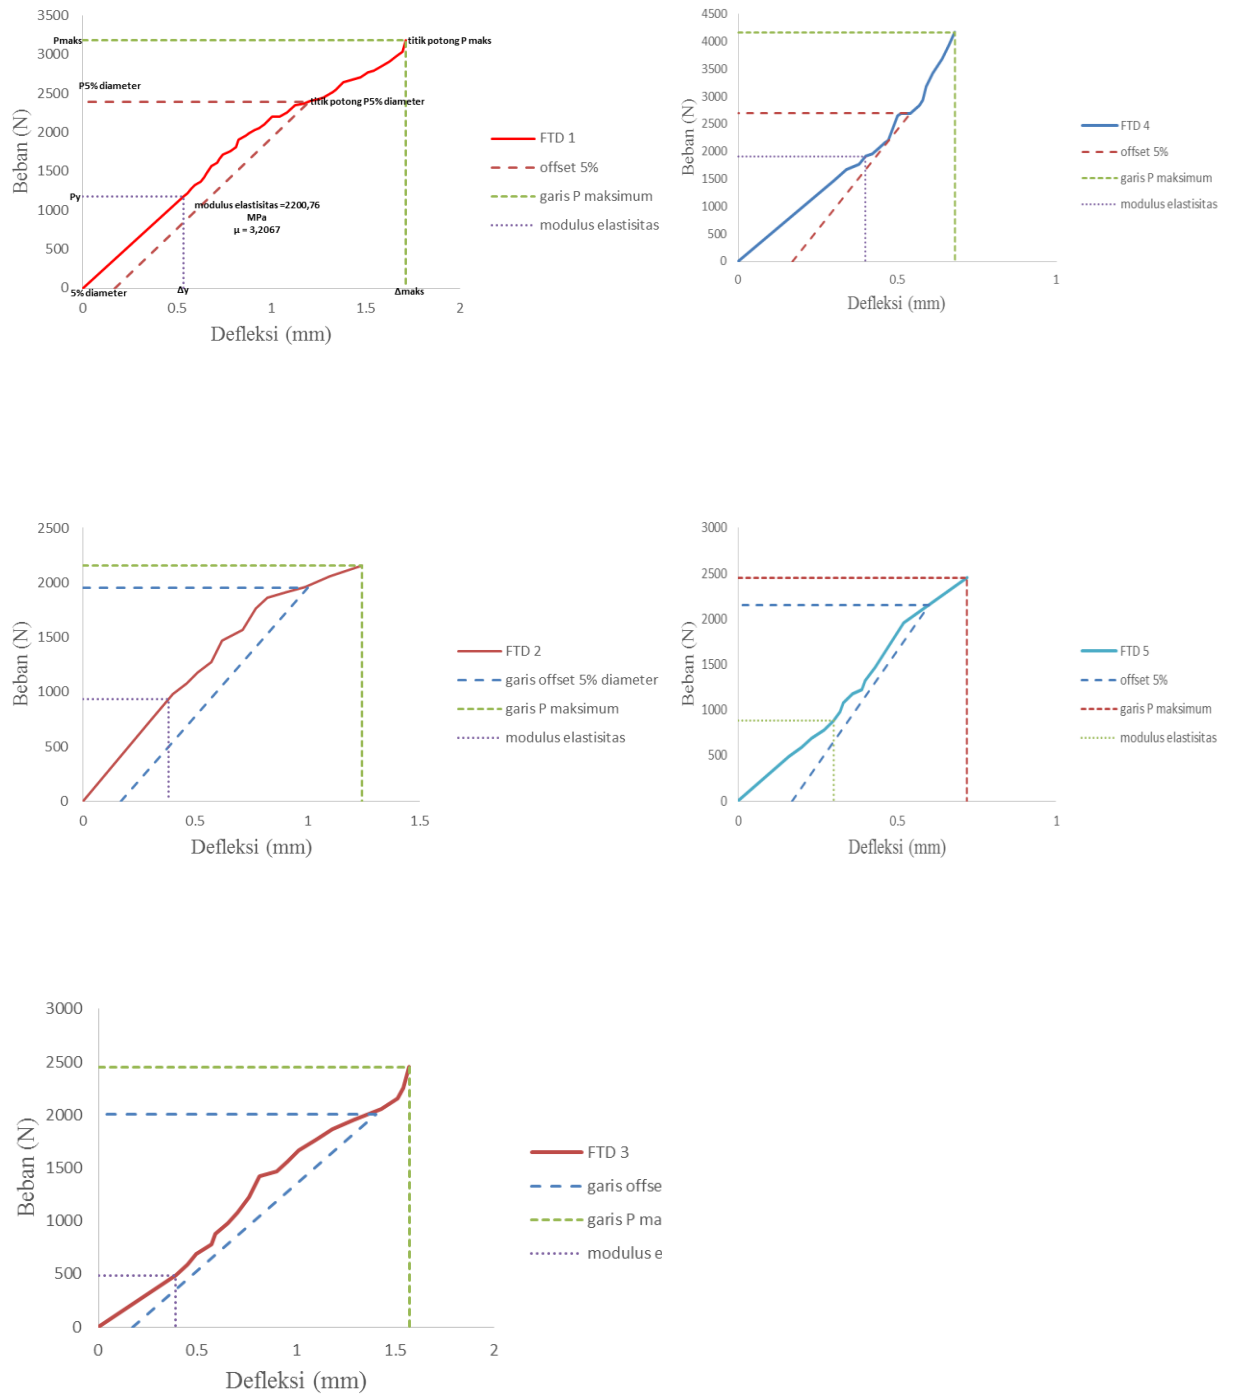 3500
3000
2500
2000
1500
1000
500
0
Beban (N)
Pmaks
titik potong P maks
P5% diameter
titik potong P5% diameter
Py
modulus elastisitas =2200,76
MPa
μ = 3,2067
5% diameter
Δy
Δmaks
0
0.5
1
1.5
2
Defleksi (mm)
FTD 1
offset 5%
garis P maksimum
modulus elastisitas
4500
4000
3500
3000
2500
2000
1500
1000
500
0
Beban (N)
0
0.5
1
Defleksi (mm)
FTD 4
offset 5%
garis P maksimum
modulus elastisitas
2500
2000
1500
1000
500
0
Beban (N)
0
0.5
1
1.5
Defleksi (mm)
FTD 2
garis offset 5% diameter
garis P maksimum
modulus elastisitas
3000
2500
2000
1500
1000
500
0
Beban (N)
0
0.5
1
Defleksi (mm)
FTD 5
offset 5%
garis P maksimum
modulus elastisitas
3000
2500
2000
1500
1000
500
0
Beban (N)
0
0.5
1
1.5
2
Defleksi (mm)
FTD 3
garis offse
garis P ma
modulus e